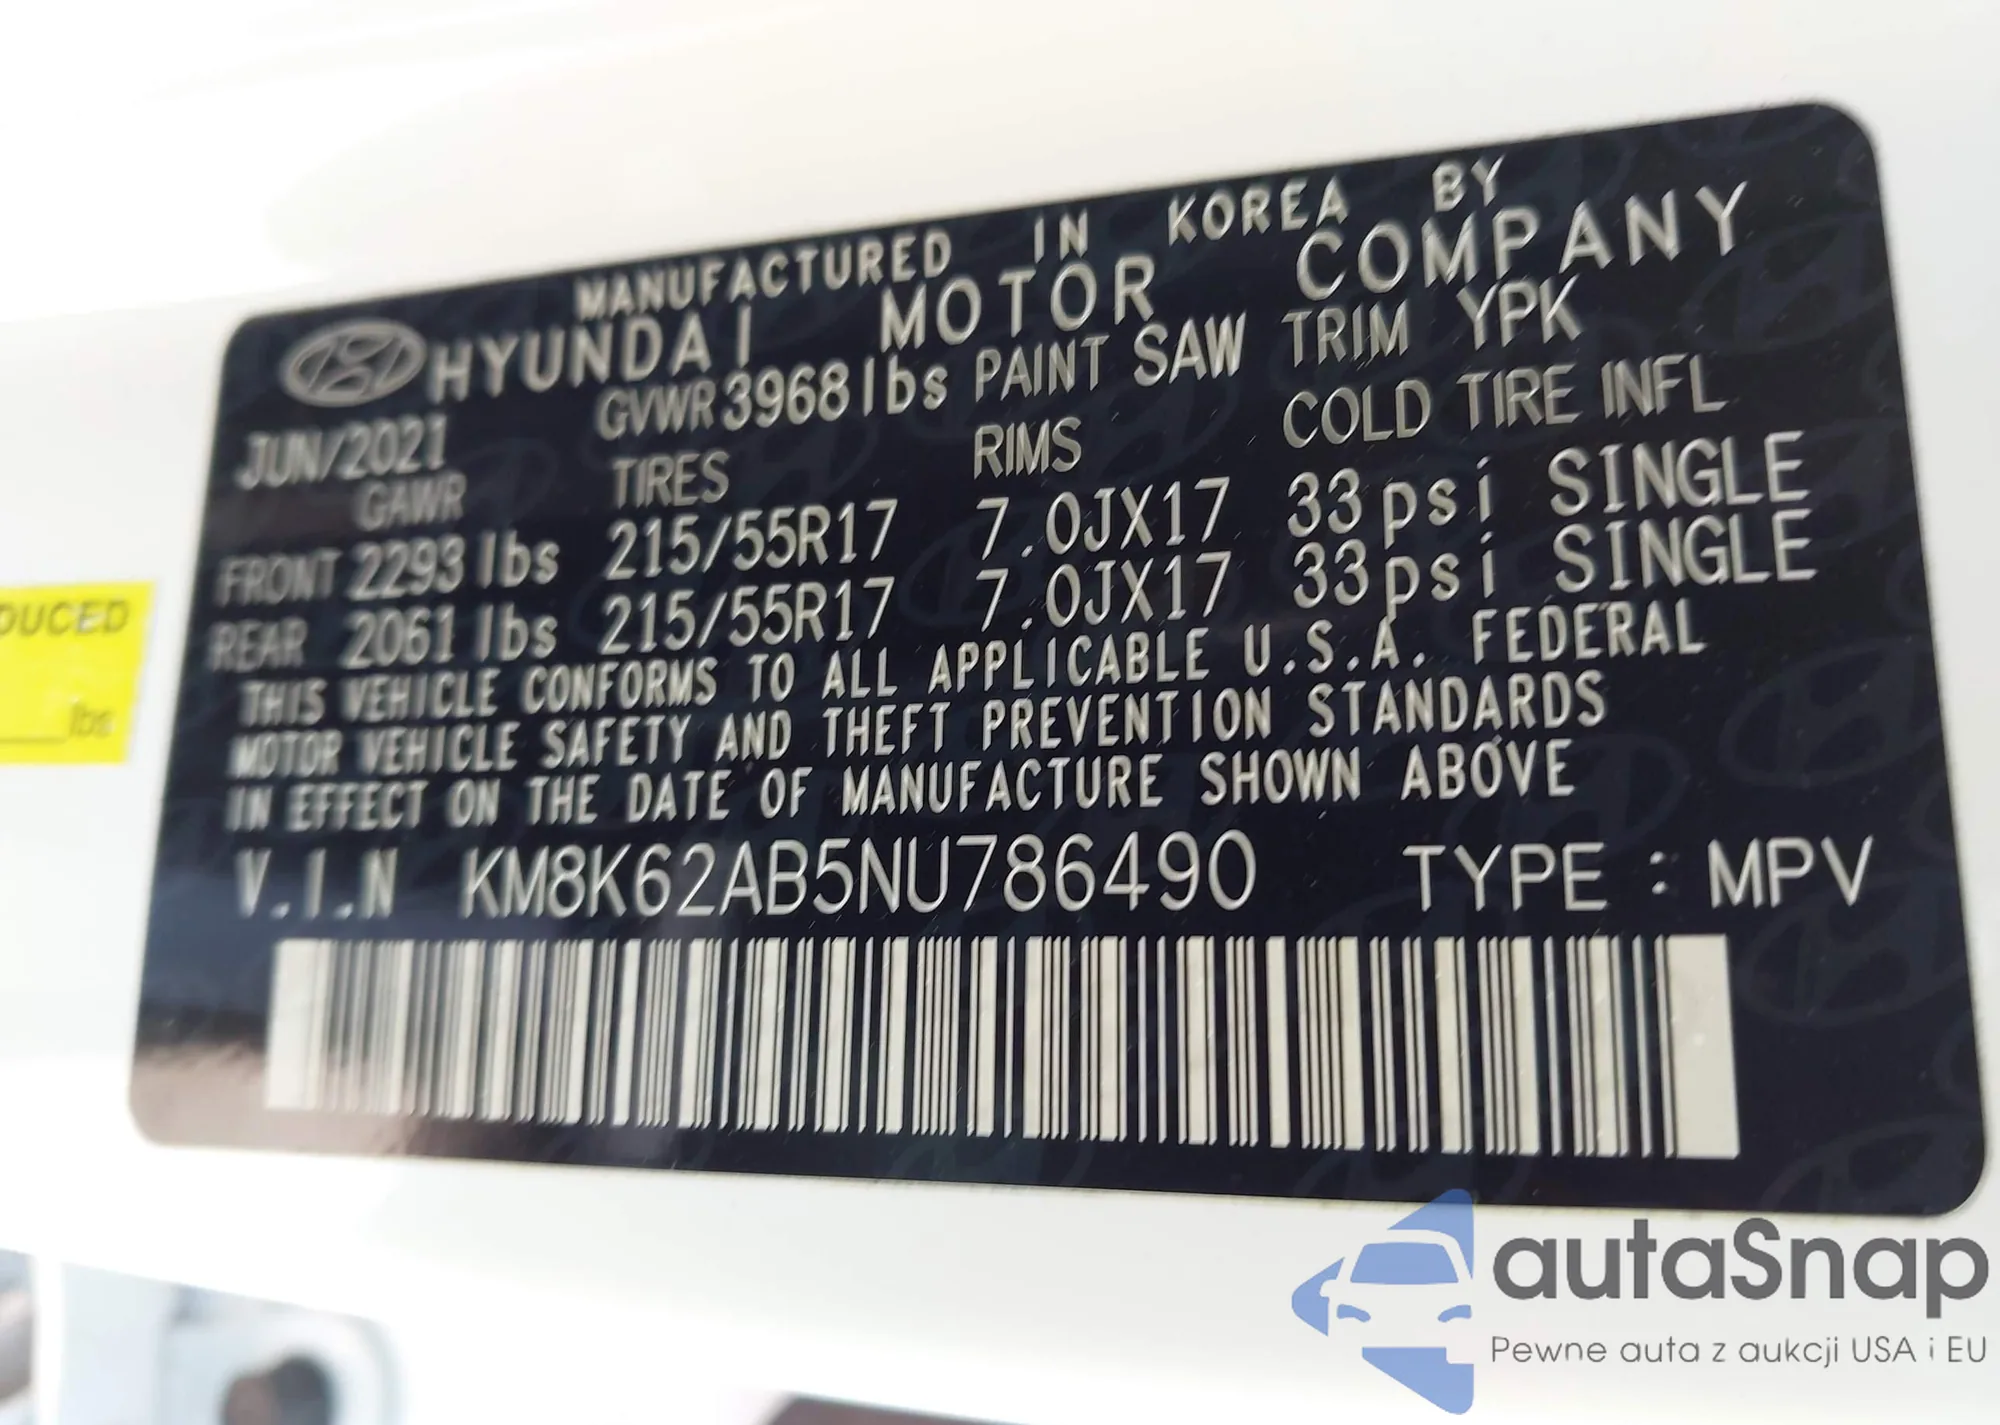 MANUFACTURED IN KOREA BY
HYUNDAI MOTOR COMPANY
JUN/2021 GVWR 3968 lbs PAINT SAW TRIM YPK
GAWR TIRES RIMS COLD TIRE INFL
FRONT 2293 lbs 215/55R17 7.0JX17 33psi SINGLE
REAR 2061 lbs 215/55R17 7.0JX17 33psi SINGLE
THIS VEHICLE CONFORMS TO ALL APPLICABLE U.S.A. FEDERAL
MOTOR VEHICLE SAFETY AND THEFT PREVENTION STANDARDS
IN EFFECT ON THE DATE OF MANUFACTURE SHOWN ABOVE
V.I.N KM8K62AB5NU786490 TYPE : MPV
DUCED
lbs
autaSnap
Pewne auta z aukcji USA i EU